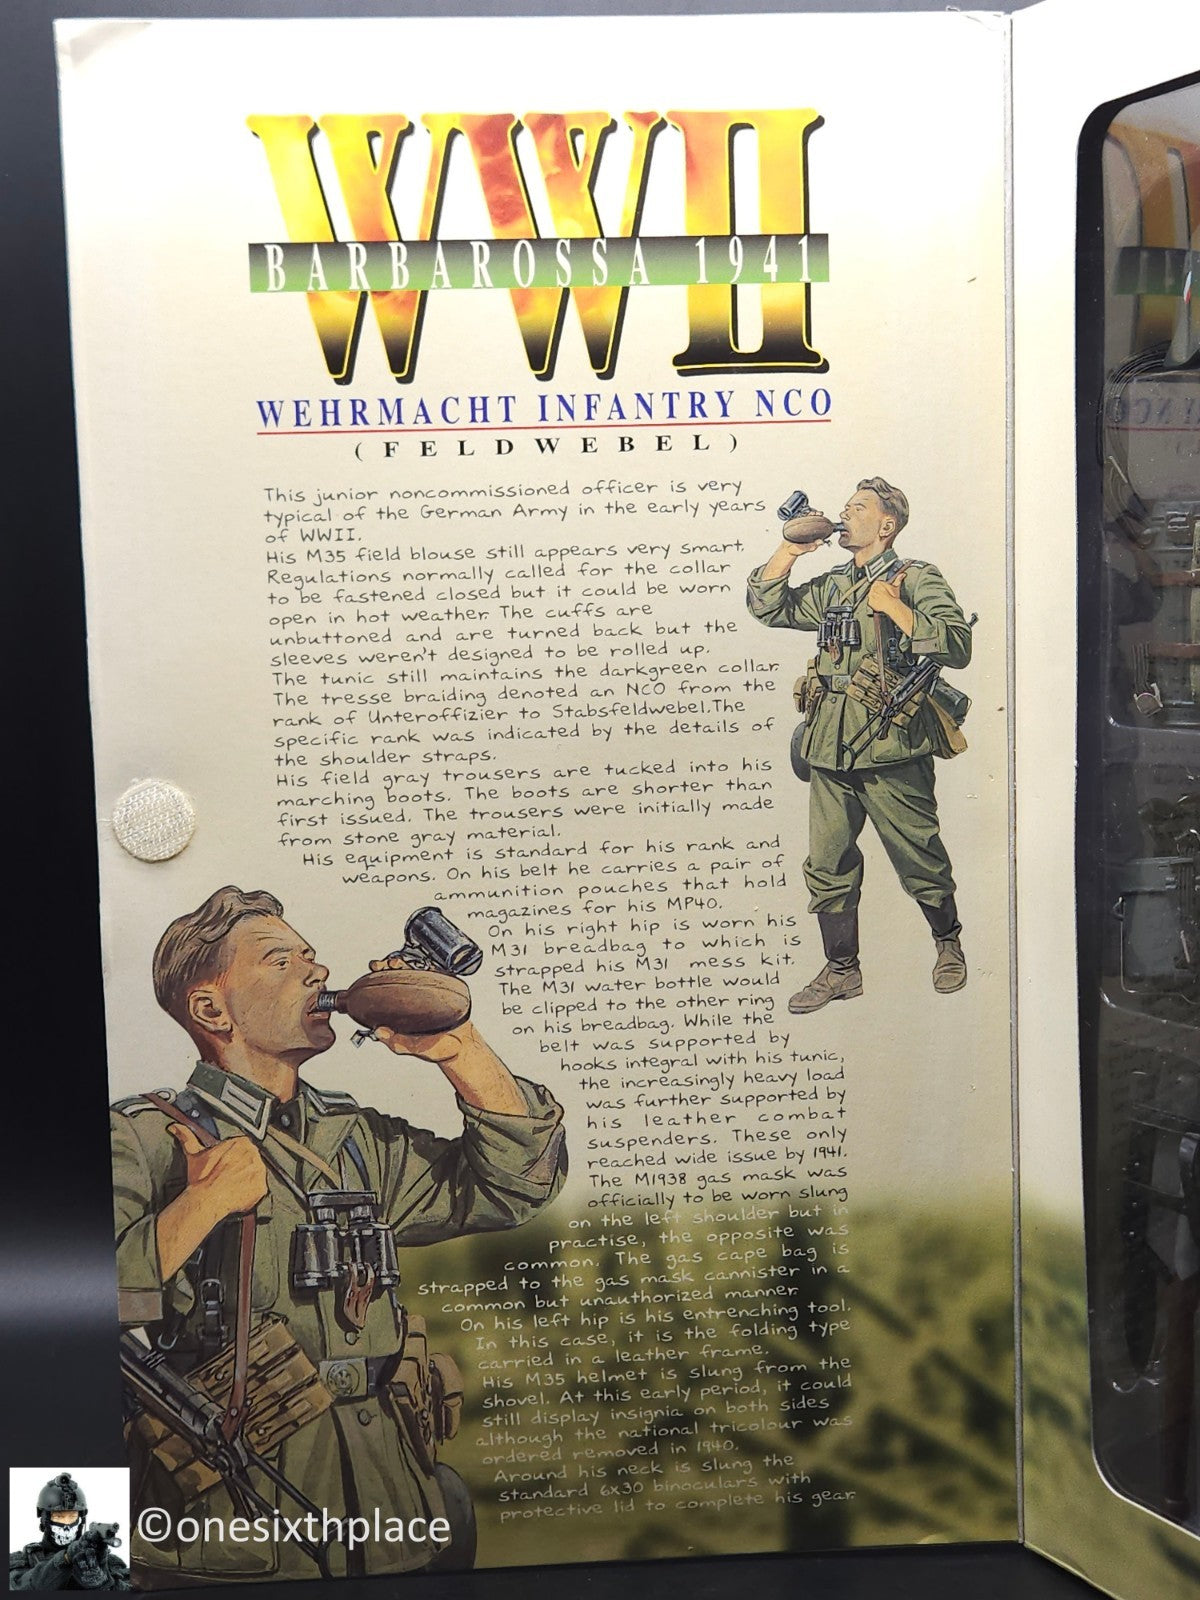 WWII
BARBAROSSA 1941
WEHRMACHT INFANTRY NCO
(FELDWEBEL)
This junior noncommissioned officer is very
typical of the German Army in the early years
of WWII.
His M35 field blouse still appears very smart.
Regulations normally called for the collar
to be fastened closed but it could be worn
open in hot weather. The cuffs are
unbuttoned and are turned back but the
sleeves weren't designed to be rolled up.
The tunic still maintains the darkgreen collar.
The tresse braiding denoted an NCO from the
rank of Unteroffizier to Stabsfeldwebel.The
specific rank was indicated by the details of
the shoulder straps.
His field gray trousers are tucked into his
marching boots. The boots are shorter than
first issued. The trousers were initially made
from stone gray material.
His equipment is standard for his rank and
weapons. On his belt he carries a pair of
ammunition pouches that hold
magazines for his MP40.
On his right hip is worn his
M31 breadbag to which is
strapped his M31 mess kit.
The M31 water bottle would
be clipped to the other ring
on his breadbag. While the
belt was supported by
hooks integral with his tunic,
the increasingly heavy load
was further supported by
his leather combat
suspenders. These only
reached wide issue by 1941.
The M1938 gas mask was
officially to be worn slung
on the left shoulder but in
practise, the opposite was
common. The gas cape bag is
strapped to the gas mask cannister in a
common but unauthorized manner.
On his left hip is his entrenching tool.
In this case, it is the folding type
carried in a leather frame.
His M35 helmet is slung from the
shovel. At this early period, it could
still display insignia on both sides
although the national tricolour was
ordered removed in 1940.
Around his neck is slung the
standard 6x30 binoculars with
protective lid to complete his gear.
©onesixthplace